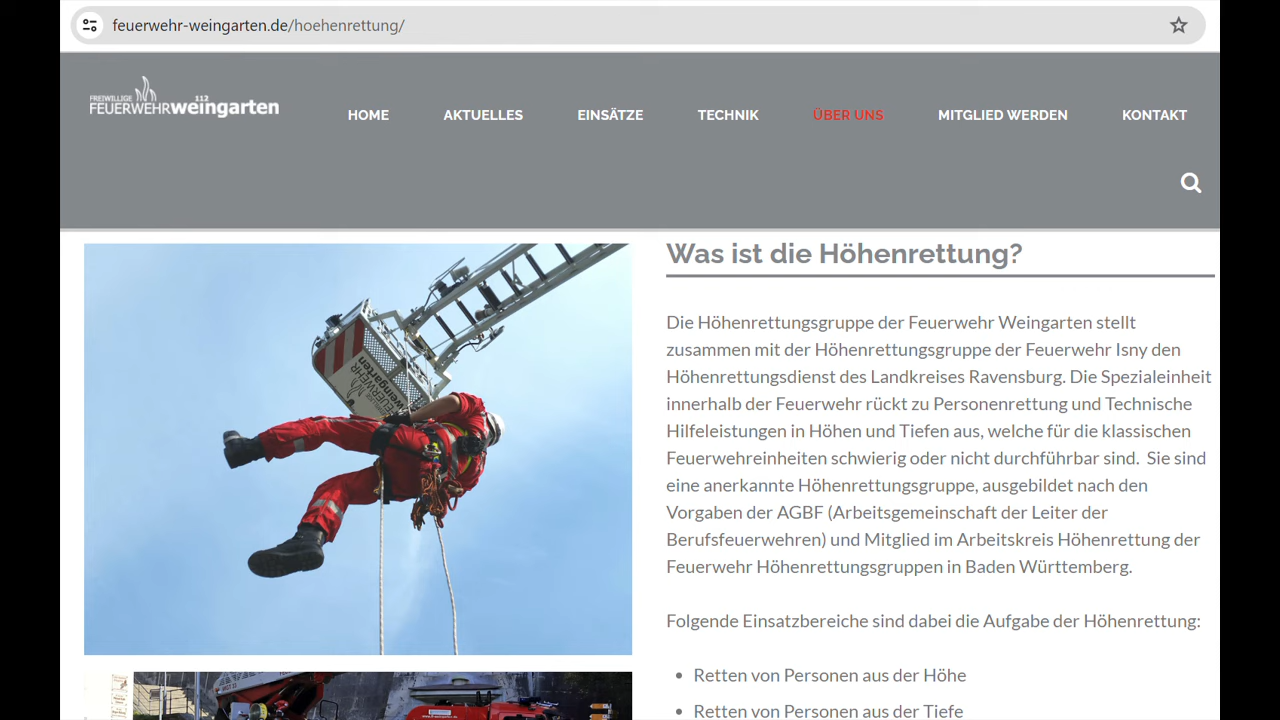 feuerwehr-weingarten.de/hoehenrettung/
FREIWILLIGE 112
FEUERWEHRweingarten
HOME AKTUELLES EINSÄTZE TECHNIK ÜBER UNS MITGLIED WERDEN KONTAKT
FEUERWEHR
weingarten
Was ist die Höhenrettung?
Die Höhenrettungsgruppe der Feuerwehr Weingarten stellt
zusammen mit der Höhenrettungsgruppe der Feuerwehr Isny den
Höhenrettungsdienst des Landkreises Ravensburg. Die Spezialeinheit
innerhalb der Feuerwehr rückt zu Personenrettung und Technische
Hilfeleistungen in Höhen und Tiefen aus, welche für die klassischen
Feuerwehreinheiten schwierig oder nicht durchführbar sind.  Sie sind
eine anerkannte Höhenrettungsgruppe, ausgebildet nach den
Vorgaben der AGBF (Arbeitsgemeinschaft der Leiter der
Berufsfeuerwehren) und Mitglied im Arbeitskreis Höhenrettung der
Feuerwehr Höhenrettungsgruppen in Baden Württemberg.
Folgende Einsatzbereiche sind dabei die Aufgabe der Höhenrettung:
• Retten von Personen aus der Höhe
• Retten von Personen aus der Tiefe